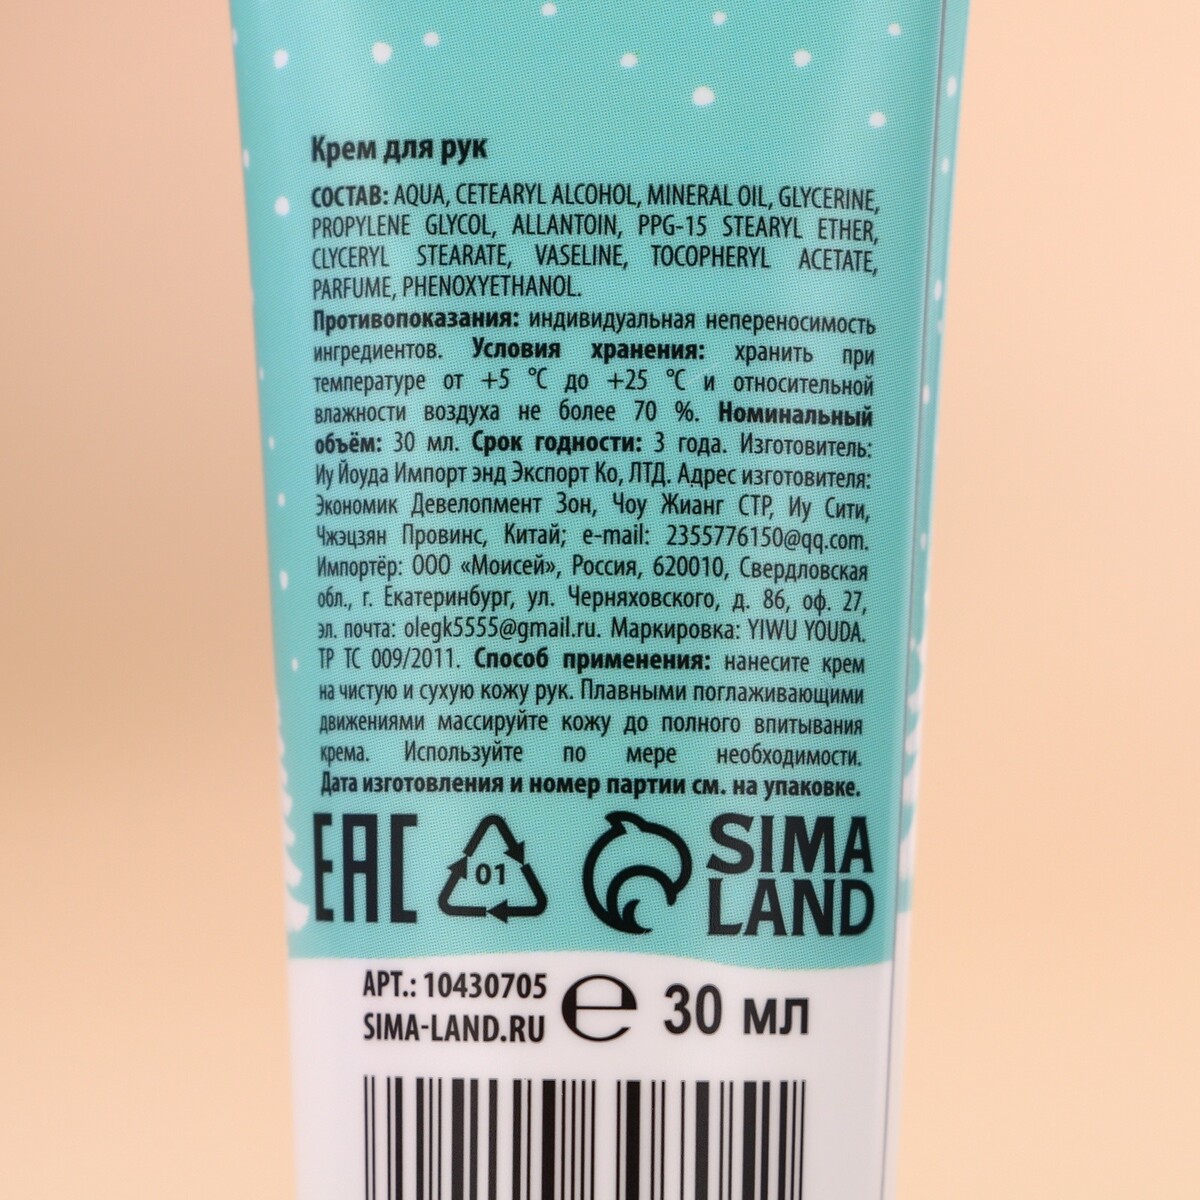 Крем для рук
СОСТАВ: AQUA, CETEARYL ALCOHOL, MINERAL OIL, GLYCERINE,
PROPYLENE GLYCOL, ALLANTOIN, PPG-15 STEARYL ETHER,
CLYCERYL STEARATE, VASELINE, TOCOPHERYL ACETATE,
PARFUME, PHENOXYETHANOL.
Противопоказания: индивидуальная непереносимость
ингредиентов. Условия хранения: хранить при
температуре от +5 °C до +25 °C и относительной
влажности воздуха не более 70 %. Номинальный
объём: 30 мл. Срок годности: 3 года. Изготовитель:
Иу Йоуда Импорт энд Экспорт Ко, ЛТД. Адрес изготовителя:
Экономик Девелопмент Зон, Чоу Жианг СТР, Иу Сити,
Чжэцзян Провинс, Китай; e-mail: 2355776150@qq.com.
Импортёр: ООО «Моисей», Россия, 620010, Свердловская
обл., г. Екатеринбург, ул. Черняховского, д. 86, оф. 27,
эл. почта: olegk5555@gmail.ru. Маркировка: YIWU YOUDA.
ТР ТС 009/2011. Способ применения: нанесите крем
на чистую и сухую кожу рук. Плавными поглаживающими
движениями массируйте кожу до полного впитывания
крема. Используйте по мере необходимости.
Дата изготовления и номер партии см. на упаковке.
EAC 01 SIMA
LAND
АРТ.: 10430705
SIMA-LAND.RU
℮ 30 мл